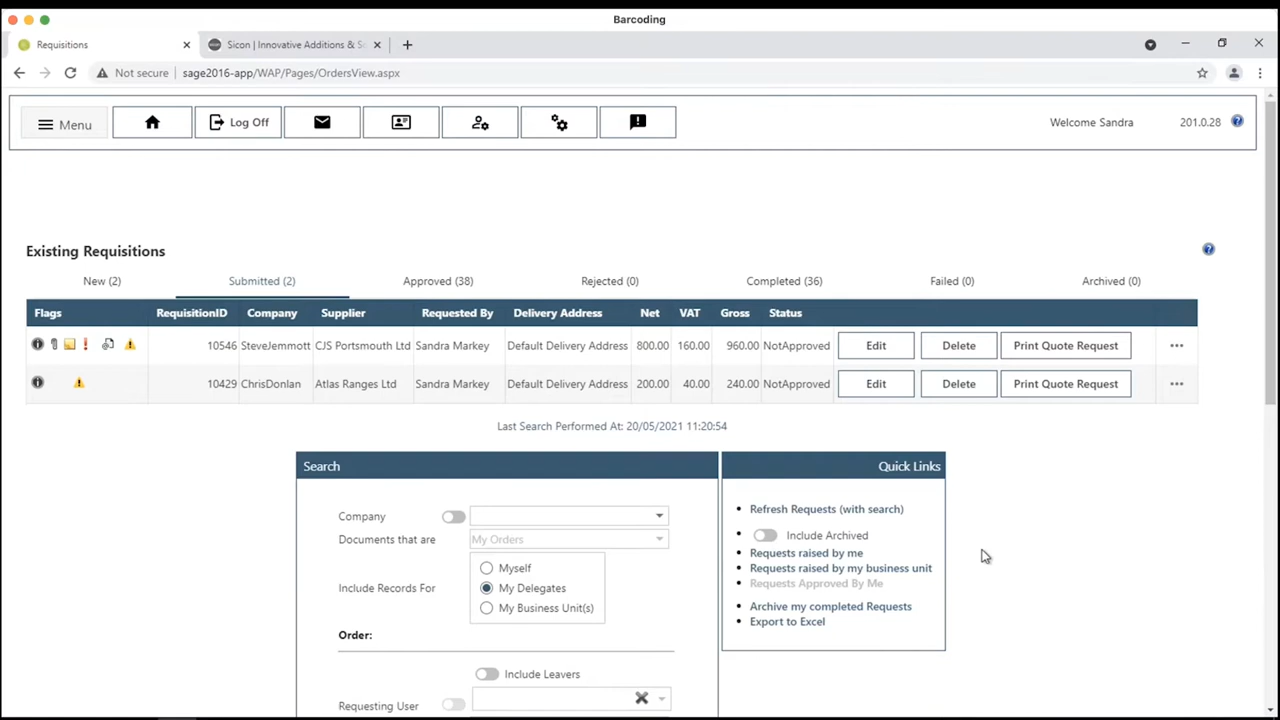 Barcoding
Requisitions
Sicon | Innovative Additions & S
Not secure
sage2016-app/WAP/Pages/OrdersView.aspx
Menu
Log Off
Welcome Sandra
201.0.28
Existing Requisitions
New (2) Submitted (2) Approved (38) Rejected (0) Completed (36) Failed (0) Archived (0)
Flags RequisitionID Company Supplier Requested By Delivery Address Net VAT Gross Status
10546 SteveJemmott CJS Portsmouth Ltd Sandra Markey Default Delivery Address 800.00 160.00 960.00 NotApproved Edit Delete Print Quote Request ...
10429 ChrisDonlan Atlas Ranges Ltd Sandra Markey Default Delivery Address 200.00 40.00 240.00 NotApproved Edit Delete Print Quote Request ...
Last Search Performed At: 20/05/2021 11:20:54
Search
Company
Documents that are My Orders
Myself
Include Records For My Delegates
My Business Unit(s)
Order:
Include Leavers
Requesting User
Quick Links
Refresh Requests (with search)
Include Archived
Requests raised by me
Requests raised by my business unit
Requests Approved By Me
Archive my completed Requests
Export to Excel